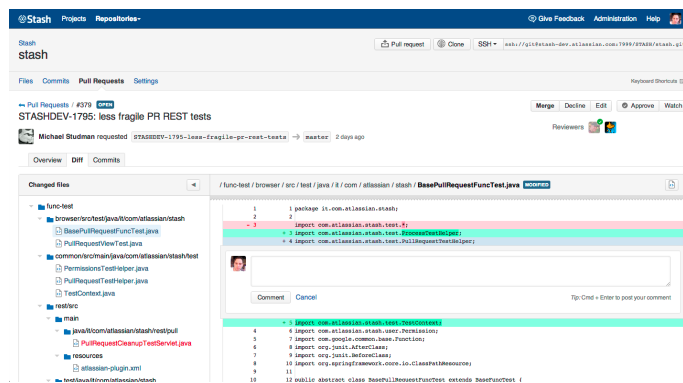 Stash Projects Repositories Give Feedback Administration Help
Stash
stash
Pull request Clone SSH ssh://git@stash-dev.atlassian.com:7999/STASH/stash.gi
Files Commits Pull Requests Settings Keyboard Shortcuts
Pull Requests / #379 OPEN Merge Decline Edit Approve Watch
STASHDEV-1795: less fragile PR REST tests
Reviewers
Michael Studman requested STASHDEV-1795-less-fragile-pr-rest-tests → master 2 days ago
Overview Diff Commits
Changed files
func-test
browser/src/test/java/it/com/atlassian/stash
BasePullRequestFuncTest.java
PullRequestViewTest.java
common/src/main/java/com/atlassian/stash/test
PermissionsTestHelper.java
PullRequestTestHelper.java
TestContext.java
rest/src
main
java/it/com/atlassian/stash/rest/pull
PullRequestCleanupTestServlet.java
resources
atlassian-plugin.xml
test/java/it/com/atlassian/stash
/ func-test / browser / src / test / java / it / com / atlassian / stash / BasePullRequestFuncTest.java MODIFIED
1 1 package it.com.atlassian.stash;
2 2
- 3 import com.atlassian.stash.test.*;
+ 3 import com.atlassian.stash.test.ProcessTestHelper;
+ 4 import com.atlassian.stash.test.PullRequestTestHelper;
Comment Cancel Tip: Cmd + Enter to post your comment
+ 5 import com.atlassian.stash.test.TestContext;
4 6 import com.atlassian.stash.user.Permission;
5 7 import com.google.common.base.Function;
6 8 import org.junit.AfterClass;
7 9 import org.junit.BeforeClass;
8 10 import org.springframework.core.io.ClassPathResource;
9 11
10 12 public abstract class BasePullRequestFuncTest extends BaseFuncTest {